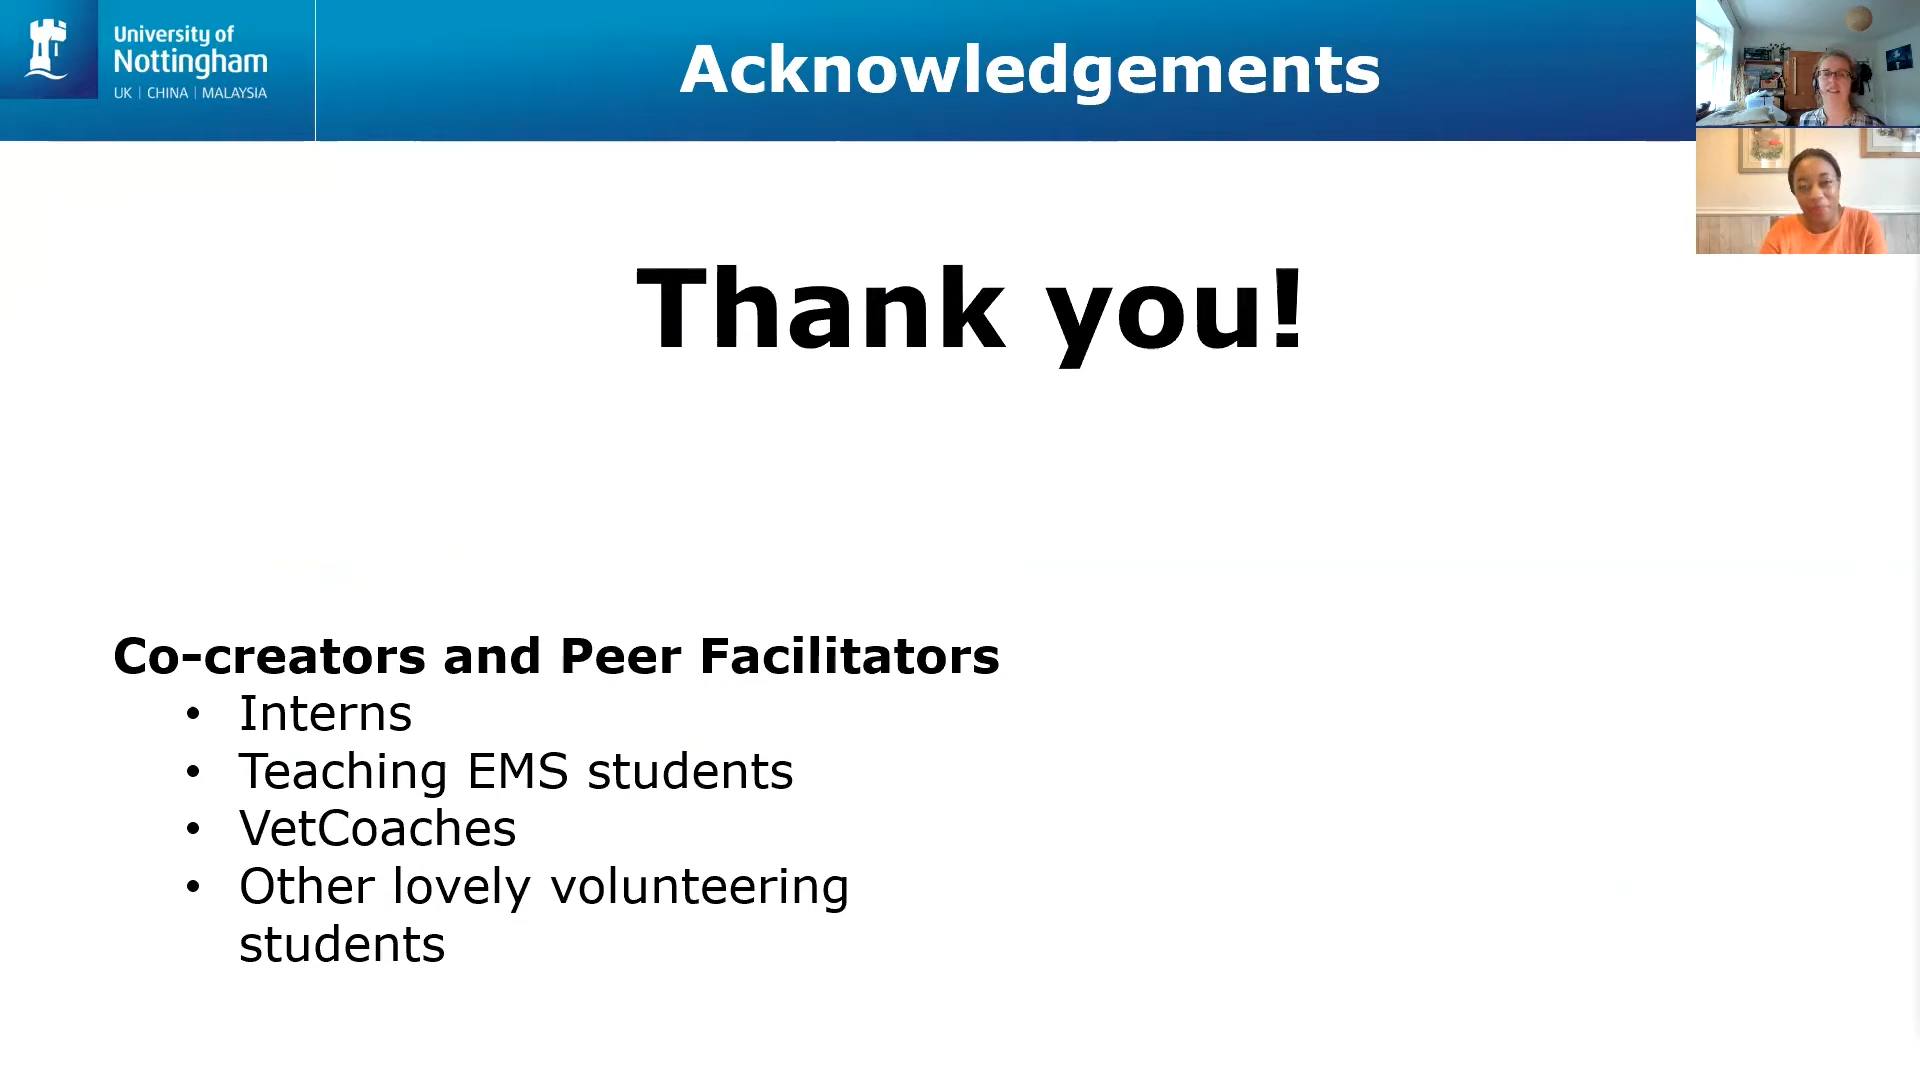 University of
Nottingham
UK | CHINA | MALAYSIA
Acknowledgements
Thank you!
Co-creators and Peer Facilitators
• Interns
• Teaching EMS students
• VetCoaches
• Other lovely volunteering
students